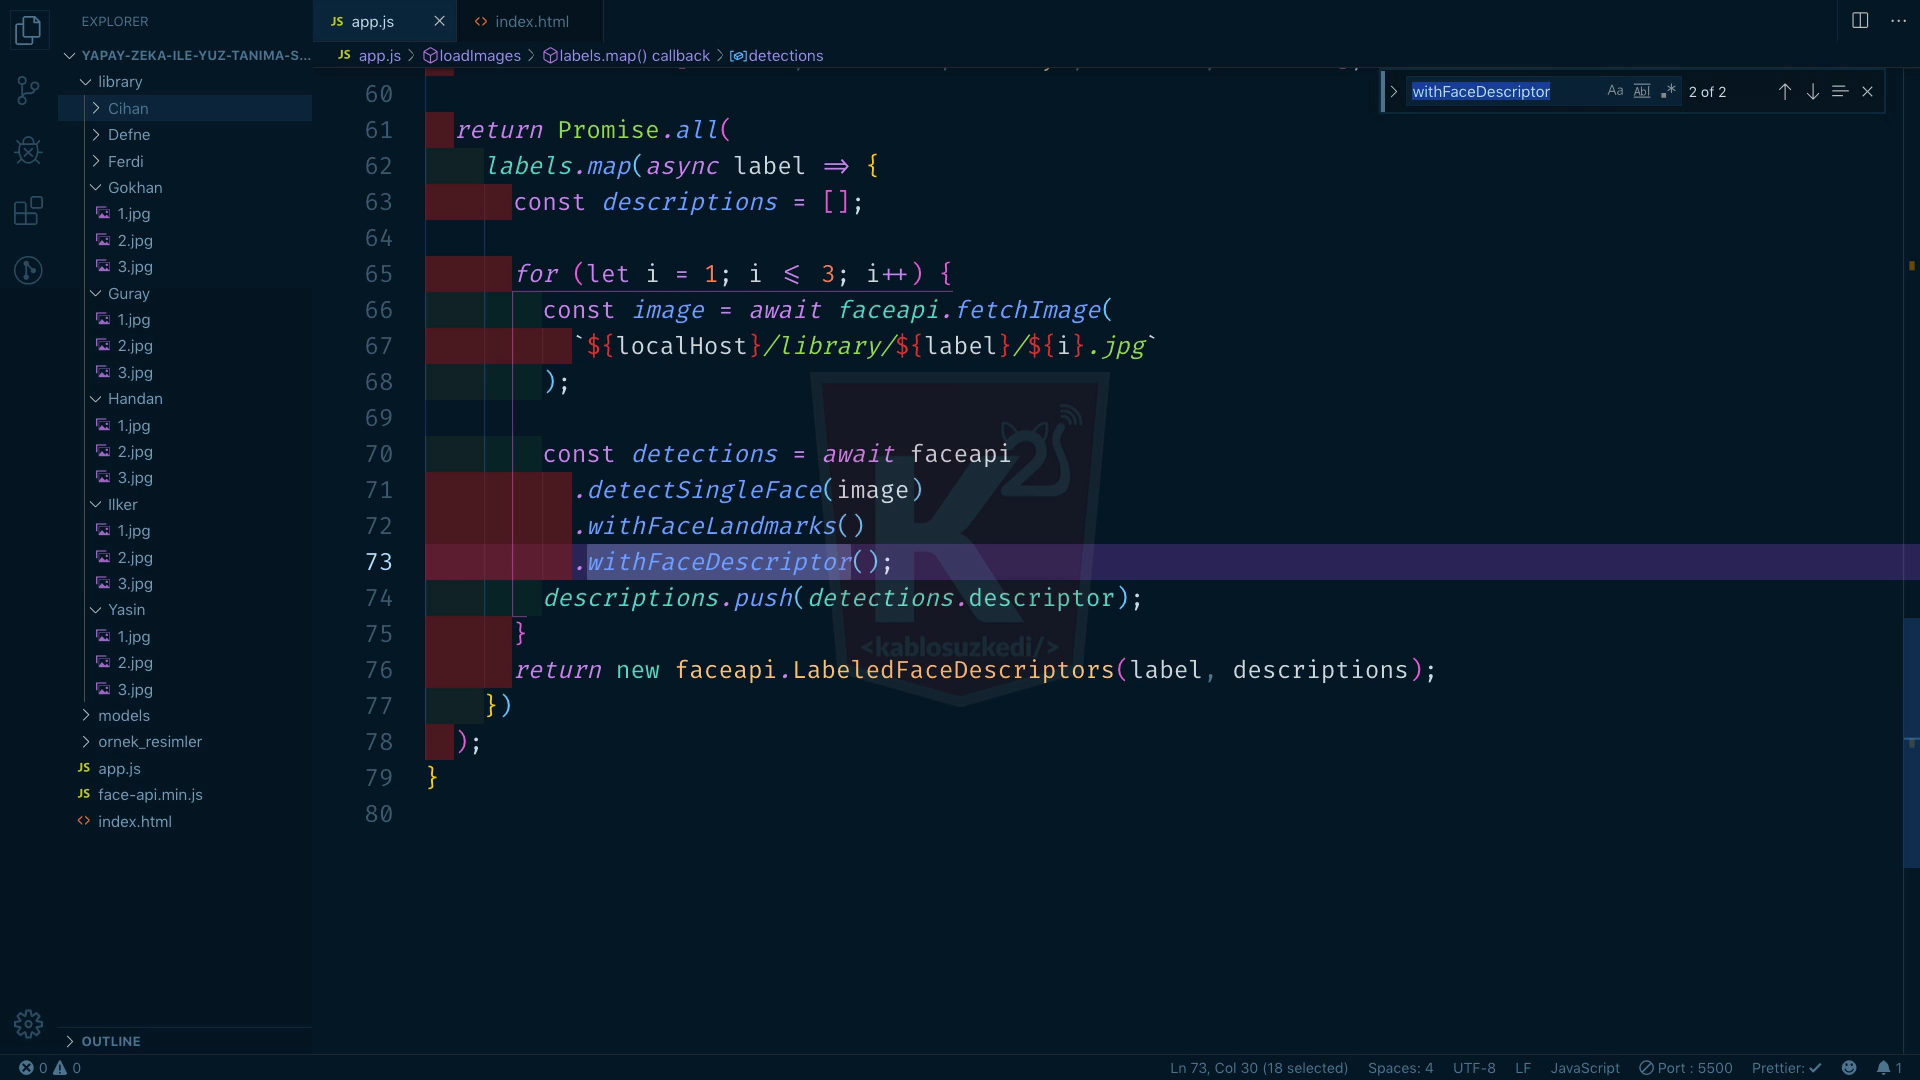 EXPLORER
YAPAY-ZEKA-ILE-YUZ-TANIMA-S...
library
Cihan
Defne
Ferdi
Gokhan
1.jpg
2.jpg
3.jpg
Guray
1.jpg
2.jpg
3.jpg
Handan
1.jpg
2.jpg
3.jpg
Ilker
1.jpg
2.jpg
3.jpg
Yasin
1.jpg
2.jpg
3.jpg
models
ornek_resimler
JS app.js
JS face-api.min.js
<> index.html
OUTLINE
JS app.js
<> index.html
JS app.js > loadImages > labels.map() callback > detections
withFaceDescriptor Aa Abl .* 2 of 2
60
61 return Promise.all(
62 labels.map(async label => {
63 const descriptions = [];
64
65 for (let i = 1; i <= 3; i++) {
66 const image = await faceapi.fetchImage(
67 `${localHost}/library/${label}/${i}.jpg`
68 );
69
70 const detections = await faceapi
71 .detectSingleFace(image)
72 .withFaceLandmarks()
73 .withFaceDescriptor();
74 descriptions.push(detections.descriptor);
75 }
76 return new faceapi.LabeledFaceDescriptors(label, descriptions);
77 })
78 );
79 }
80
K2
<kablosuzkedi/>
0 0
Ln 73, Col 30 (18 selected) Spaces: 4 UTF-8 LF JavaScript Port : 5500 Prettier: ✓ 1